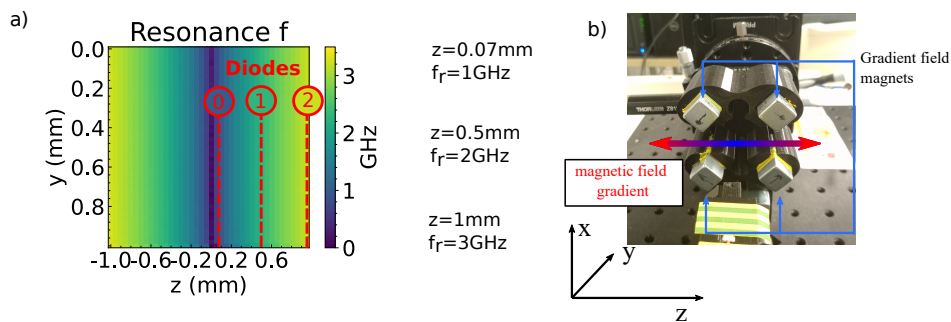 a)
Resonance f
0.0
0.2
0.4
0.6
0.8
y (mm)
-1.0-0.6-0.2 0.2 0.6
z (mm)
Diodes
0
1
2
3
2
1
0
GHz
z=0.07mm
fr=1GHz
z=0.5mm
fr=2GHz
z=1mm
fr=3GHz
b)
Gradient field
magnets
magnetic field
gradient
x
y
z